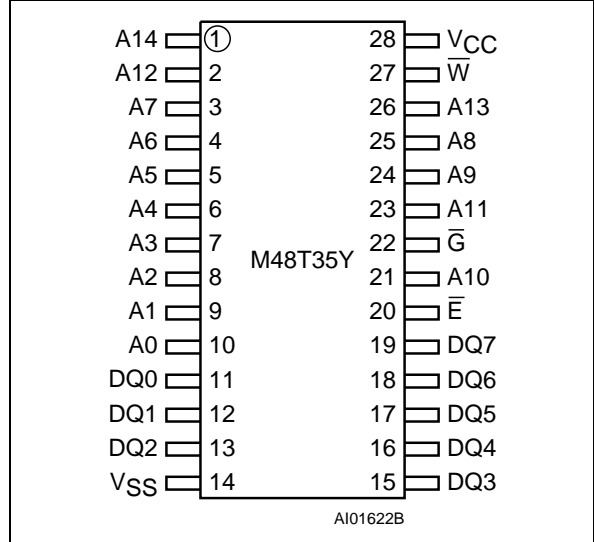 A14 1 28 VCC
A12 2 27 W̅
A7 3 26 A13
A6 4 25 A8
A5 5 24 A9
A4 6 23 A11
A3 7 22 G̅
M48T35Y
A2 8 21 A10
A1 9 20 E̅
A0 10 19 DQ7
DQ0 11 18 DQ6
DQ1 12 17 DQ5
DQ2 13 16 DQ4
VSS 14 15 DQ3
AI01622B